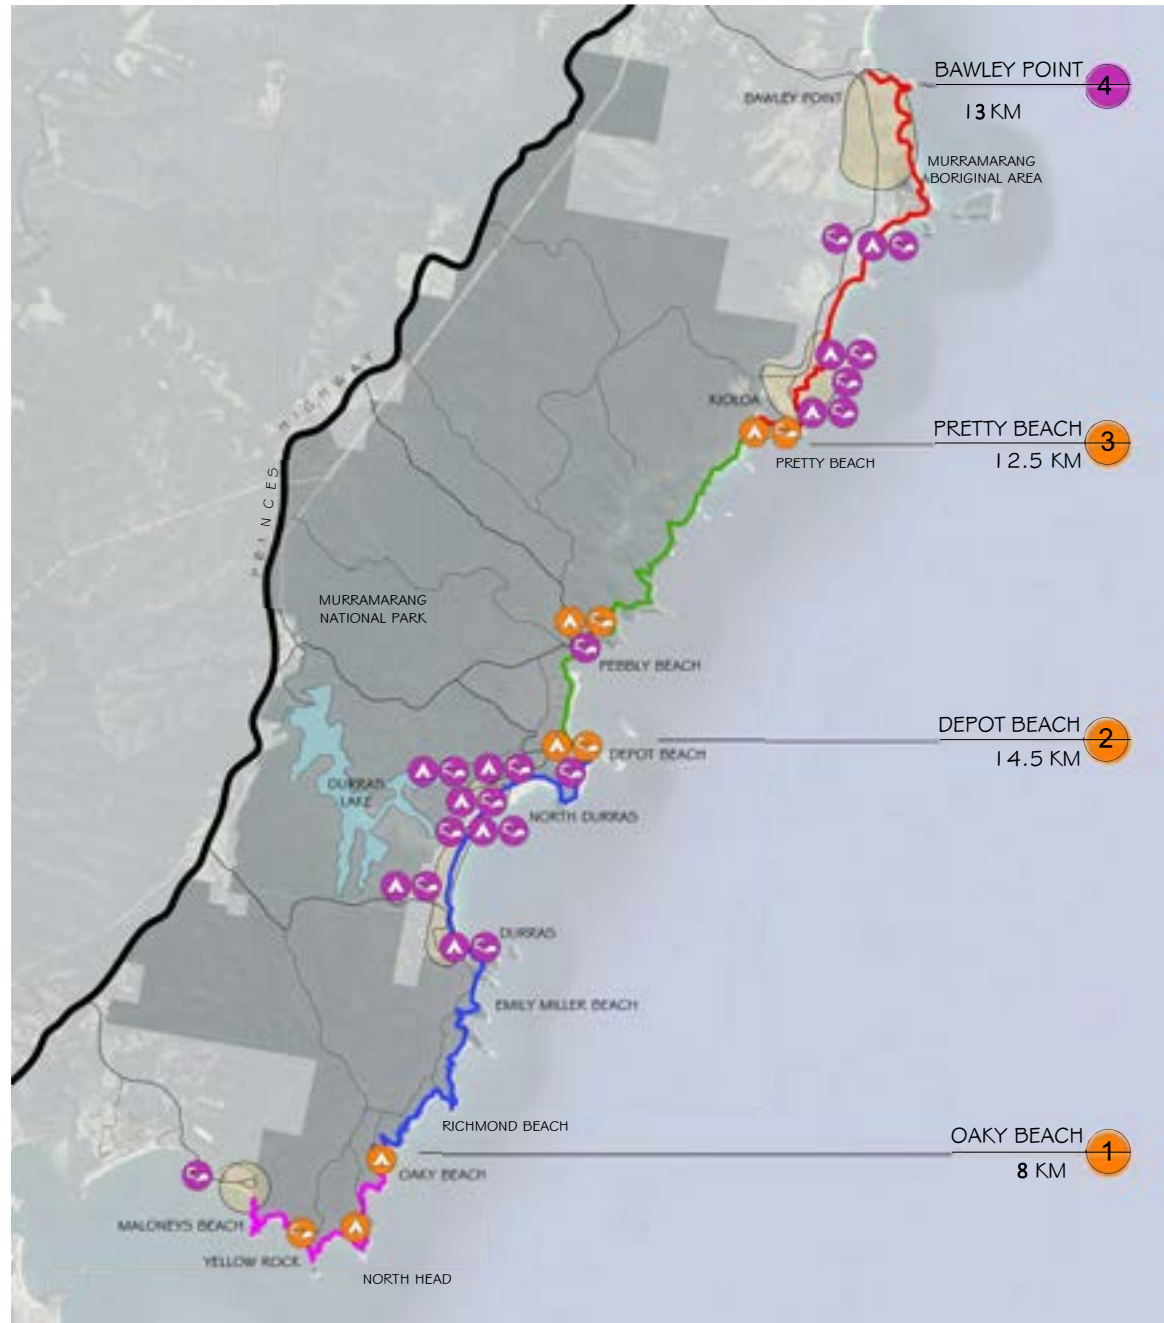 BAWLEY POINT
4
13 KM
BAWLEY POINT
MURRAMARANG
BORIGINAL AREA
KIOLOA
PRETTY BEACH
3
12.5 KM
PRETTY BEACH
PRINCES HIGHWAY
MURRAMARANG
NATIONAL PARK
PEBBLY BEACH
DEPOT BEACH
2
14.5 KM
DEPOT BEACH
DURRAS
LAKE
NORTH DURRAS
DURRAS
EMILY MILLER BEACH
RICHMOND BEACH
OAKY BEACH
1
8 KM
OAKY BEACH
MALONEYS BEACH
YELLOW ROCK
NORTH HEAD